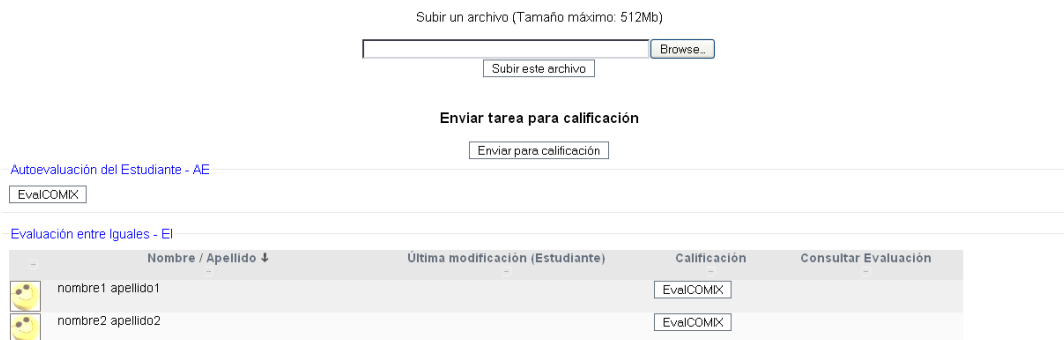 Subir un archivo (Tamaño máximo: 512Mb)
Browse...
Subir este archivo
Enviar tarea para calificación
Enviar para calificación
Autoevaluación del Estudiante - AE
EvalCOMIX
Evaluación entre Iguales - EI
Nombre / Apellido ↓ Última modificación (Estudiante) Calificación Consultar Evaluación
nombre1 apellido1 EvalCOMIX
nombre2 apellido2 EvalCOMIX